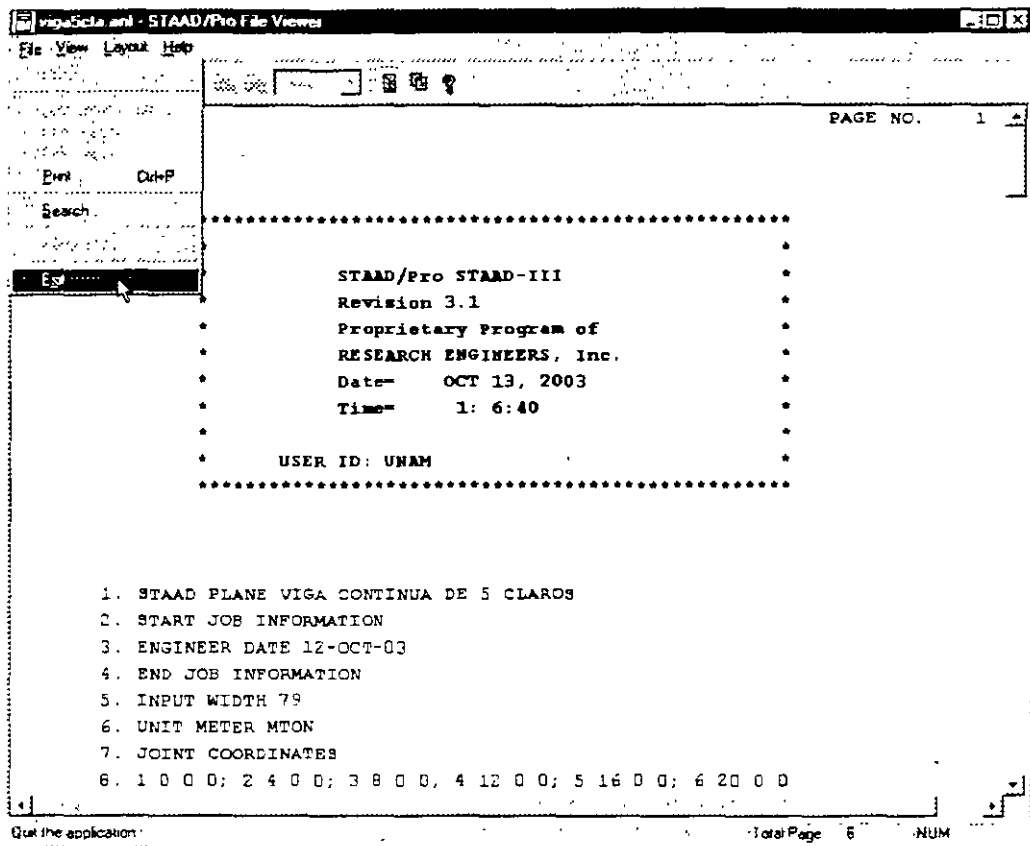 viga5cla.anl - STAAD/Pro File Viewer
File View Layout Help
PAGE NO. 1
Print Ctrl+P
Search
Exit
***************************************************
* *
* STAAD/Pro STAAD-III *
* Revision 3.1 *
* Proprietary Program of *
* RESEARCH ENGINEERS, Inc. *
* Date= OCT 13, 2003 *
* Time= 1: 6:40 *
* *
* USER ID: UNAM *
***************************************************
1. STAAD PLANE VIGA CONTINUA DE 5 CLAROS
2. START JOB INFORMATION
3. ENGINEER DATE 12-OCT-03
4. END JOB INFORMATION
5. INPUT WIDTH 79
6. UNIT METER MTON
7. JOINT COORDINATES
8. 1 0 0 0; 2 4 0 0; 3 8 0 0, 4 12 0 0; 5 16 0 0; 6 20 0 0
Quit the application
Total Page 6 NUM